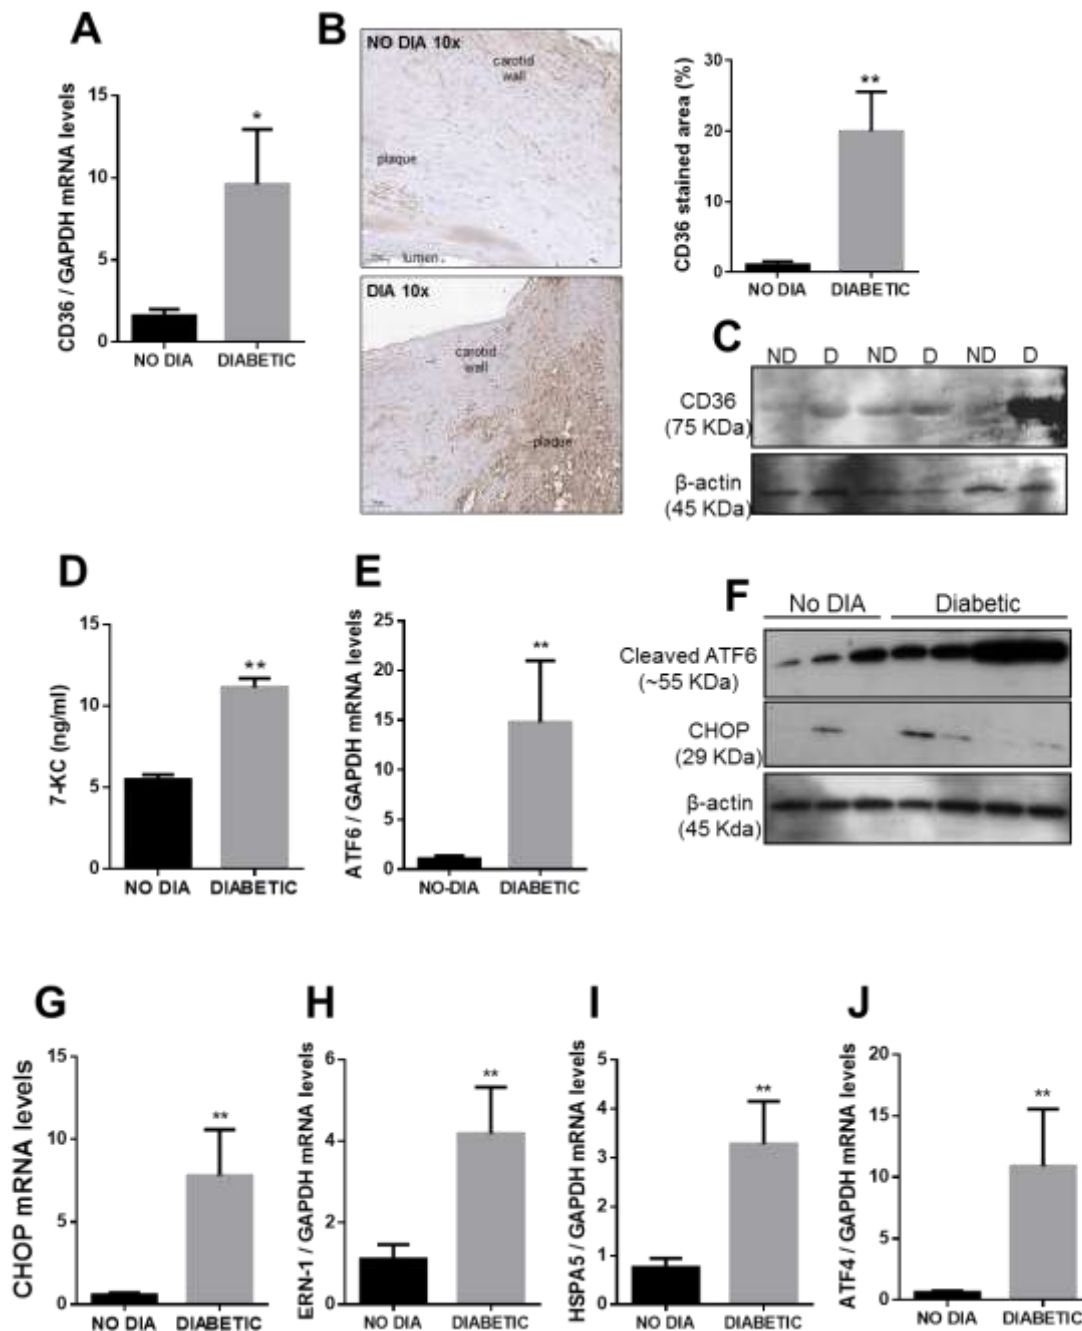 A
CD36 / GAPDH mRNA levels
15
10
5
0
*
NO DIA
DIABETIC
B
NO DIA 10x
carotid
wall
plaque
lumen
DIA 10x
carotid
wall
plaque
CD36 stained area (%)
30
20
10
0
**
NO DIA
DIABETIC
C
ND D ND D ND D
CD36
(75 KDa)
β-actin
(45 KDa)
D
7-KC (ng/ml)
15
10
5
0
**
NO DIA
DIABETIC
E
ATF6 / GAPDH mRNA levels
25
20
15
10
5
0
**
NO-DIA
DIABETIC
F
No DIA
Diabetic
Cleaved ATF6
(~55 KDa)
CHOP
(29 KDa)
β-actin
(45 Kda)
G
CHOP mRNA levels
15
10
5
0
**
NO DIA
DIABETIC
H
ERN-1 / GAPDH mRNA levels
6
4
2
0
**
NO DIA
DIABETIC
I
HSPA5 / GAPDH mRNA levels
5
4
3
2
1
0
**
NO DIA
DIABETIC
J
ATF4 / GAPDH mRNA levels
20
15
10
5
0
**
NO DIA
DIABETIC